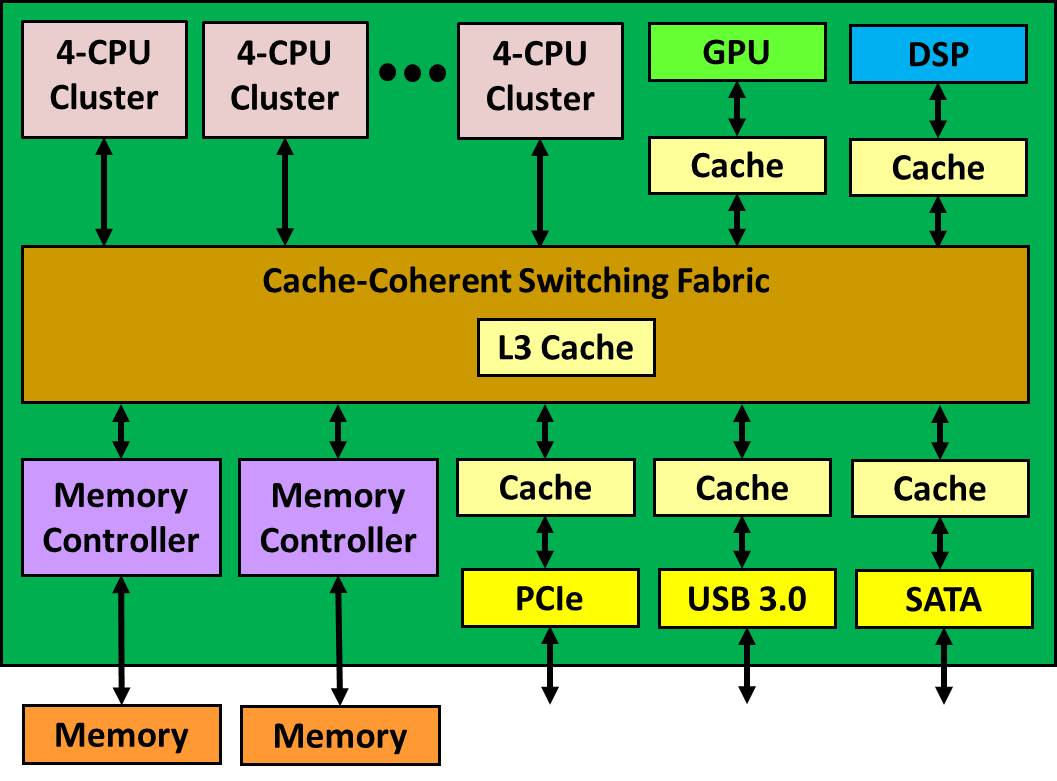 4-CPU
Cluster
4-CPU
Cluster
4-CPU
Cluster
GPU
DSP
Cache
Cache
Cache-Coherent Switching Fabric
L3 Cache
Memory
Controller
Memory
Controller
Cache
Cache
Cache
PCIe
USB 3.0
SATA
Memory
Memory